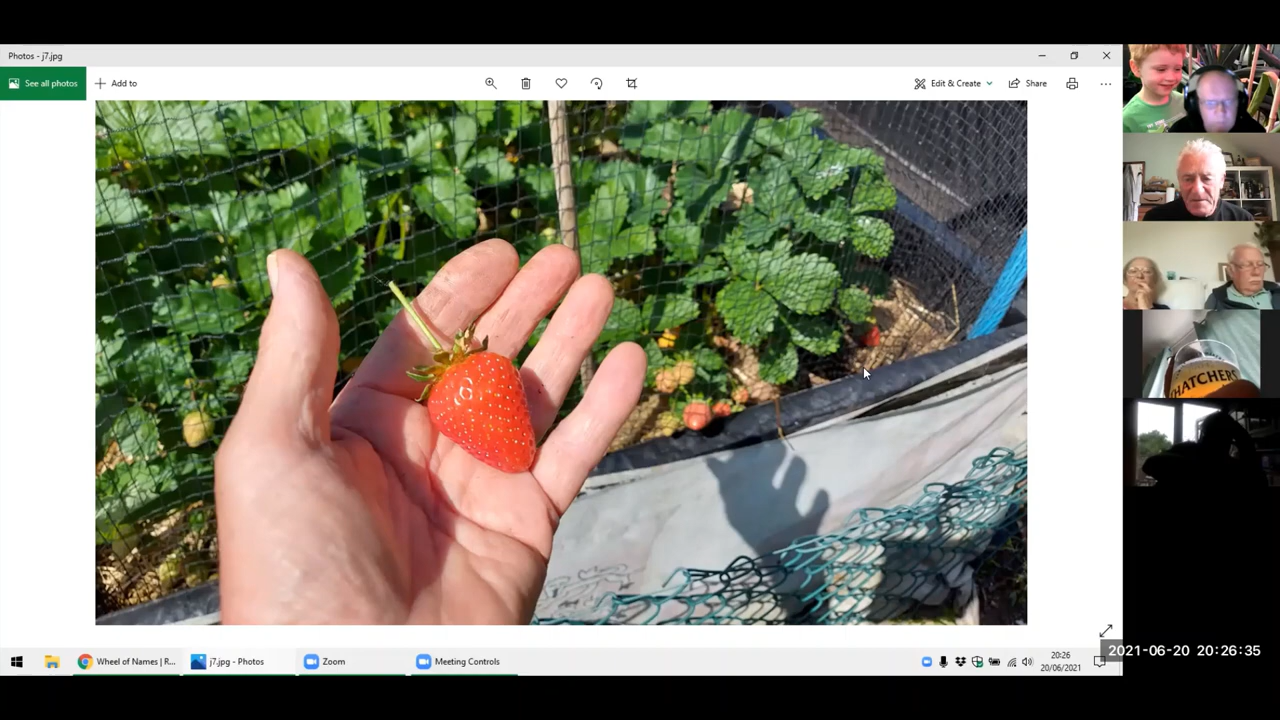 Photos - j7.jpg
See all photos
Add to
Edit & Create
Share
THATCHERS
Wheel of Names | R...
j7.jpg - Photos
Zoom
Meeting Controls
20:26
20/06/2021
2021-06-20 20:26:35